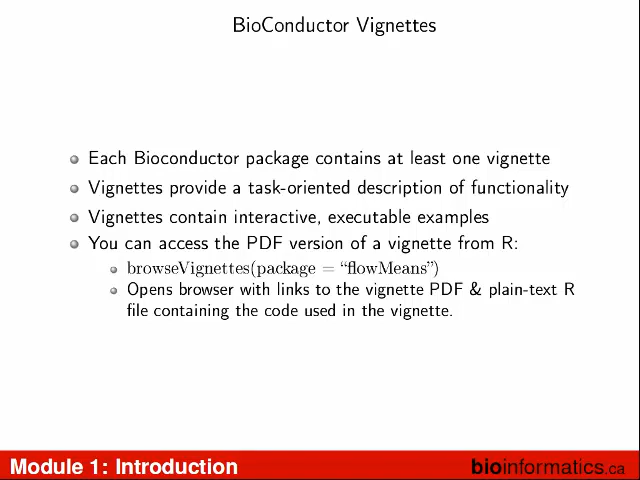 BioConductor Vignettes
Each Bioconductor package contains at least one vignette
Vignettes provide a task-oriented description of functionality
Vignettes contain interactive, executable examples
You can access the PDF version of a vignette from R:
browseVignettes(package = “flowMeans”)
Opens browser with links to the vignette PDF & plain-text R
file containing the code used in the vignette.
Module 1: Introduction
bioinformatics.ca